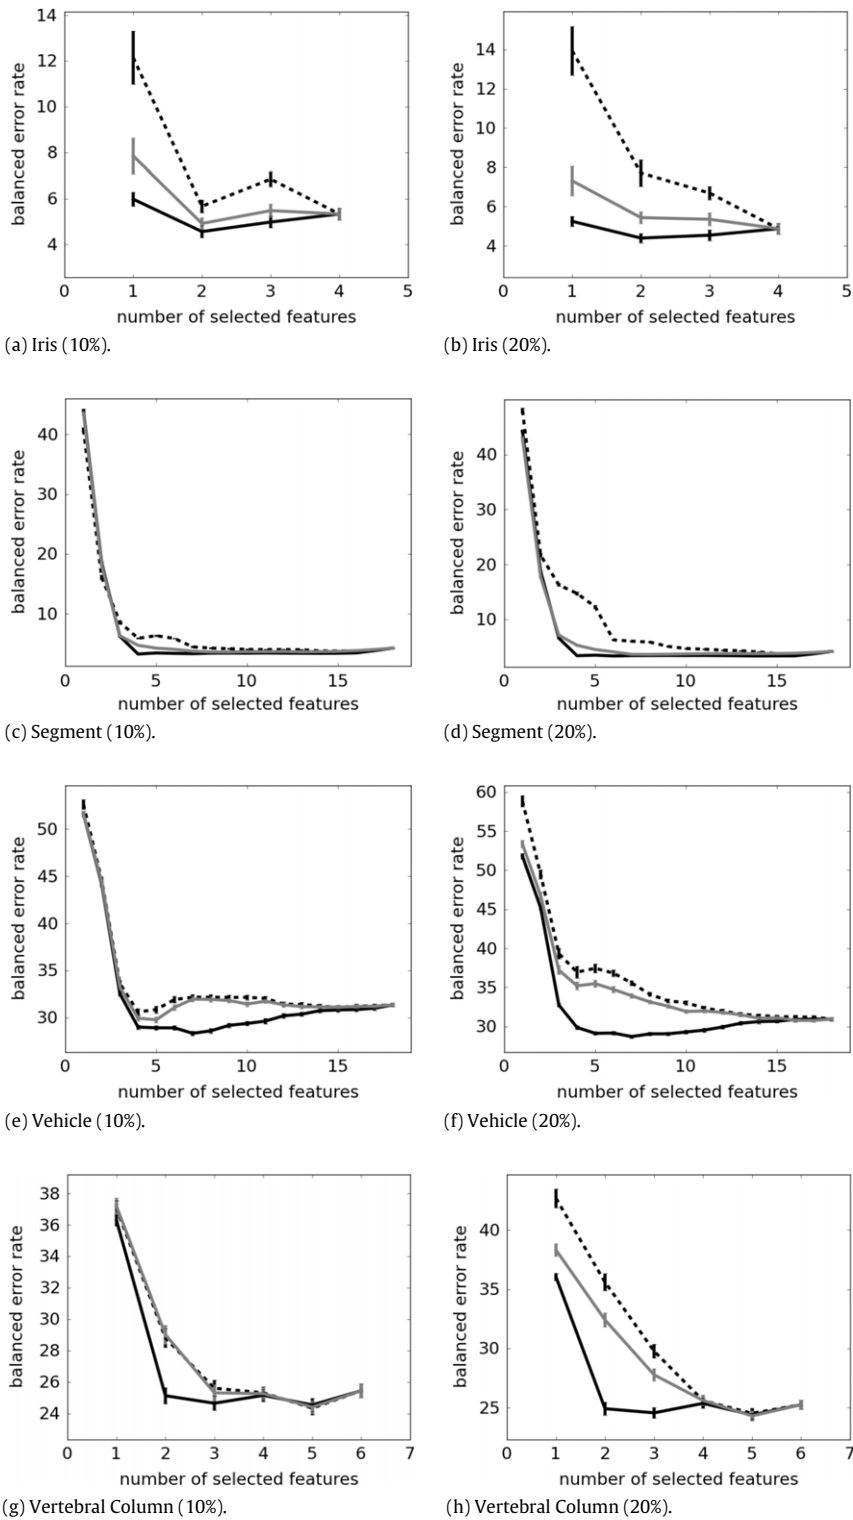 14
12
10
8
6
4
balanced error rate
0 1 2 3 4 5
number of selected features
(a) Iris (10%).
14
12
10
8
6
4
balanced error rate
0 1 2 3 4 5
number of selected features
(b) Iris (20%).
40
30
20
10
balanced error rate
0 5 10 15
number of selected features
(c) Segment (10%).
40
30
20
10
balanced error rate
0 5 10 15
number of selected features
(d) Segment (20%).
50
45
40
35
30
balanced error rate
0 5 10 15
number of selected features
(e) Vehicle (10%).
60
55
50
45
40
35
30
balanced error rate
0 5 10 15
number of selected features
(f) Vehicle (20%).
38
36
34
32
30
28
26
24
balanced error rate
0 1 2 3 4 5 6 7
number of selected features
(g) Vertebral Column (10%).
40
35
30
25
balanced error rate
0 1 2 3 4 5 6 7
number of selected features
(h) Vertebral Column (20%).